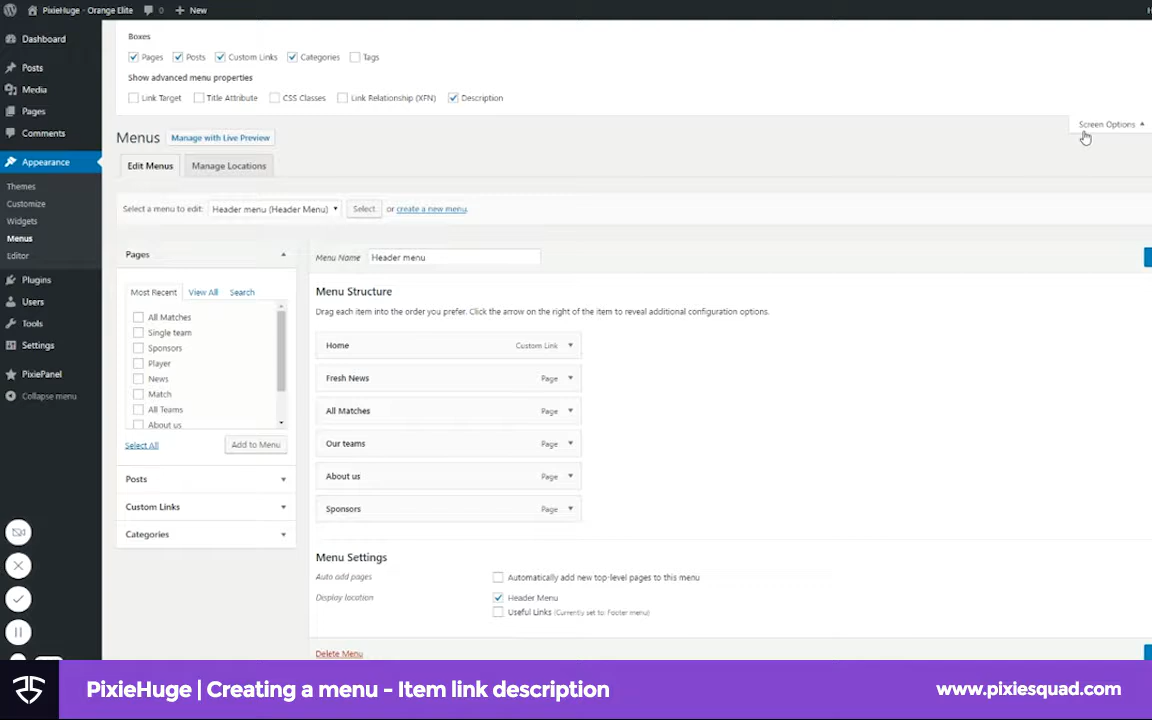 PixieHuge - Orange Elite 0 New
H
Dashboard
Posts
Media
Pages
Comments
Appearance
Themes
Customize
Widgets
Menus
Editor
Plugins
Users
Tools
Settings
PixiePanel
Collapse menu
Boxes
Pages Posts Custom Links Categories Tags
Show advanced menu properties
Link Target Title Attribute CSS Classes Link Relationship (XFN) Description
Screen Options
Menus Manage with Live Preview
Edit Menus Manage Locations
Select a menu to edit: Header menu (Header Menu) Select or create a new menu.
Pages
Most Recent View All Search
All Matches
Single team
Sponsors
Player
News
Match
All Teams
About us
Select All Add to Menu
Posts
Custom Links
Categories
Menu Name Header menu
Menu Structure
Drag each item into the order you prefer. Click the arrow on the right of the item to reveal additional configuration options.
Home Custom Link
Fresh News Page
All Matches Page
Our teams Page
About us Page
Sponsors Page
Menu Settings
Auto add pages Automatically add new top-level pages to this menu
Display location Header Menu
Useful Links (Currently set to: Footer menu)
Delete Menu
PixieHuge | Creating a menu - Item link description www.pixiesquad.com